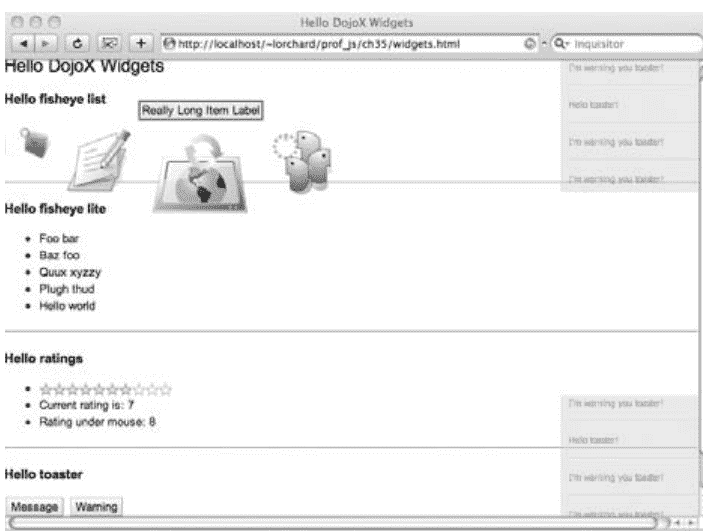 Hello DojoX Widgets
http://localhost/~lorchard/prof_js/ch35/widgets.html
Inquisitor
Hello DojoX Widgets
I'm warning you toaster!
Hello fisheye list
Really Long Item Label
Hello toaster!
I'm warning you toaster!
I'm warning you toaster!
Hello fisheye lite
Foo bar
Baz foo
Quux xyzzy
Plugh thud
Hello world
Hello ratings
Current rating is: 7
Rating under mouse: 8
I'm warning you toaster!
Hello toaster!
Hello toaster
I'm warning you toaster!
Message Warning
I'm warning you toaster!